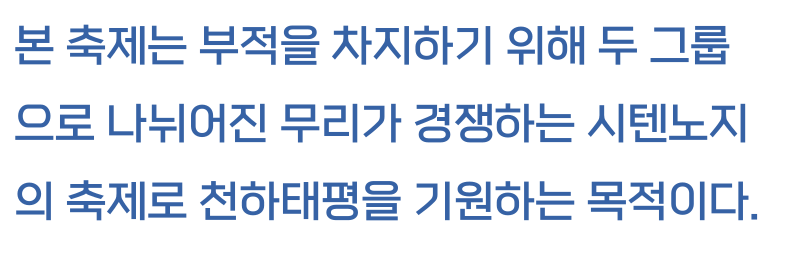 본 축제는 부적을 차지하기 위해 두 그룹
으로 나뉘어진 무리가 경쟁하는 시텐노지
의 축제로 천하태평을 기원하는 목적이다.